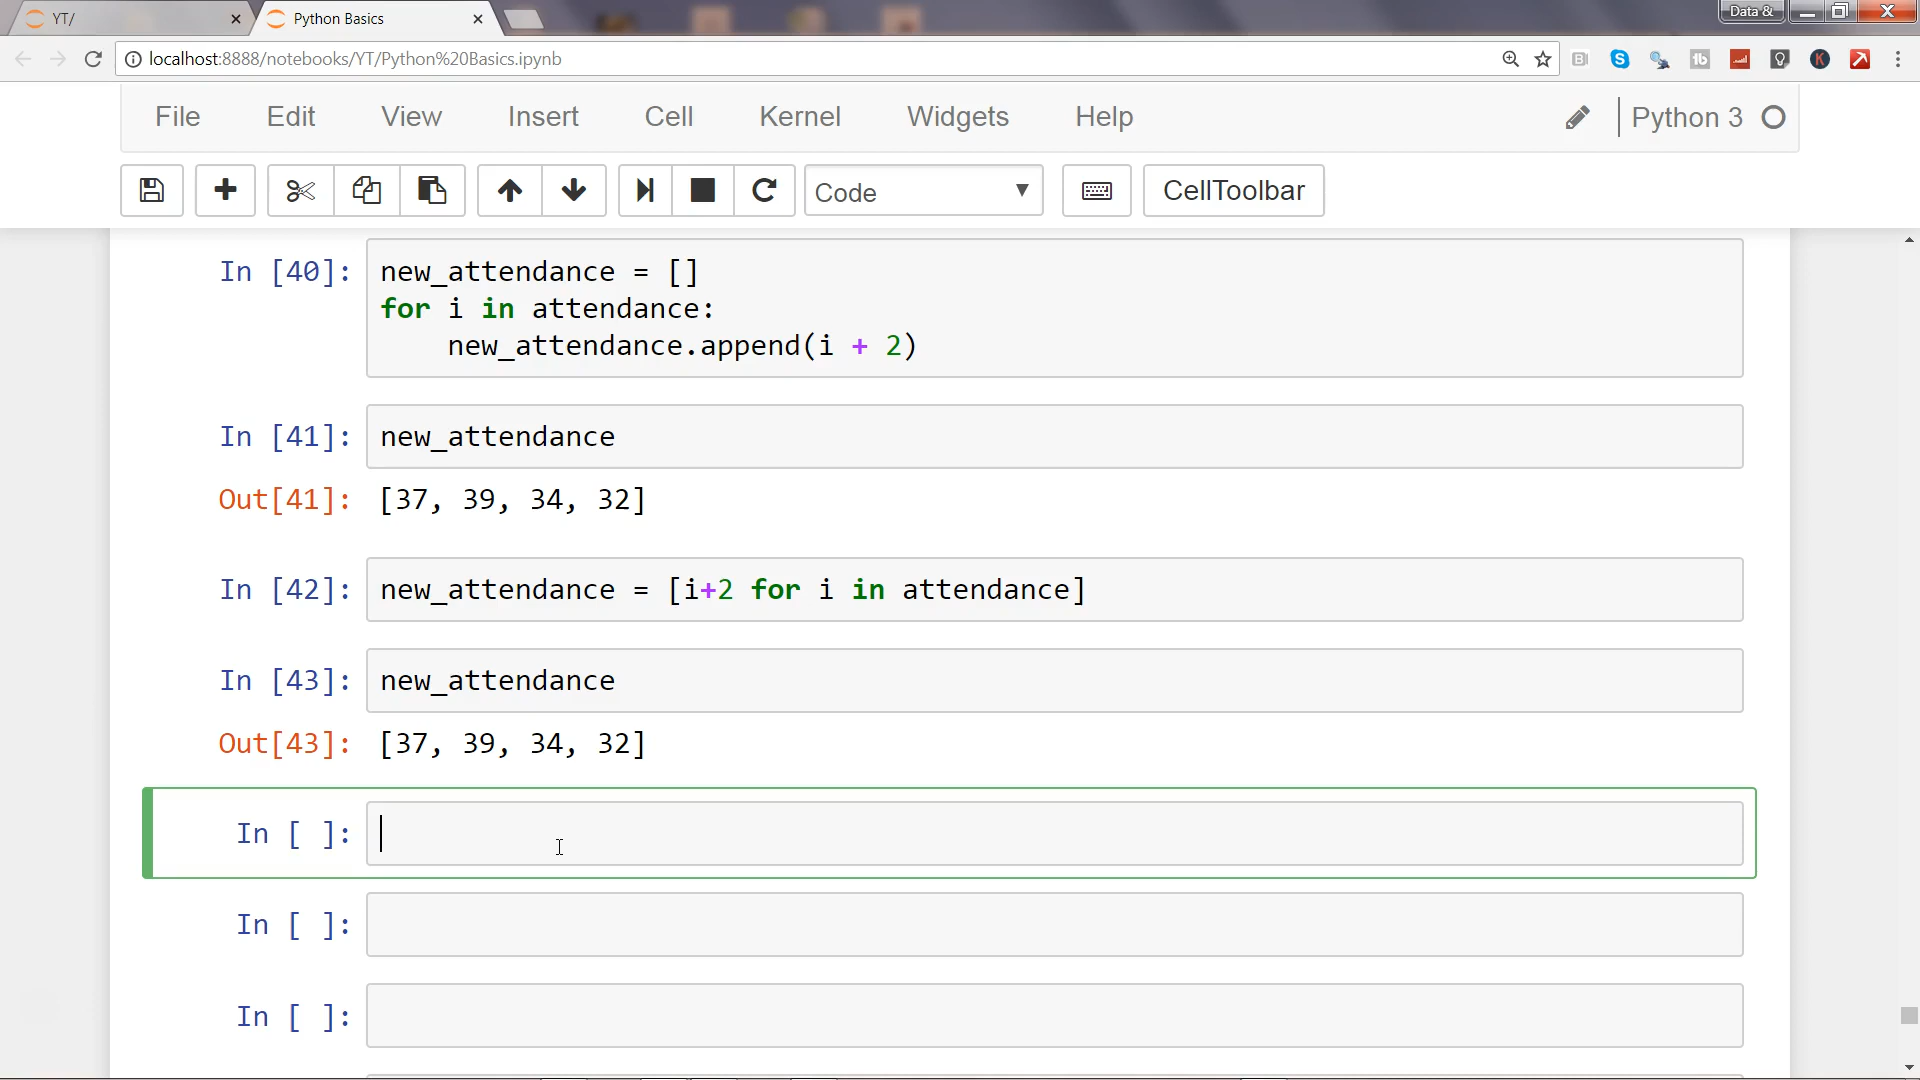 YT/
Python Basics
Data &
localhost:8888/notebooks/YT/Python%20Basics.ipynb
File Edit View Insert Cell Kernel Widgets Help Python 3
Code CellToolbar
In [40]: new_attendance = []
for i in attendance:
    new_attendance.append(i + 2)
In [41]: new_attendance
Out[41]: [37, 39, 34, 32]
In [42]: new_attendance = [i+2 for i in attendance]
In [43]: new_attendance
Out[43]: [37, 39, 34, 32]
In [ ]:
In [ ]:
In [ ]: